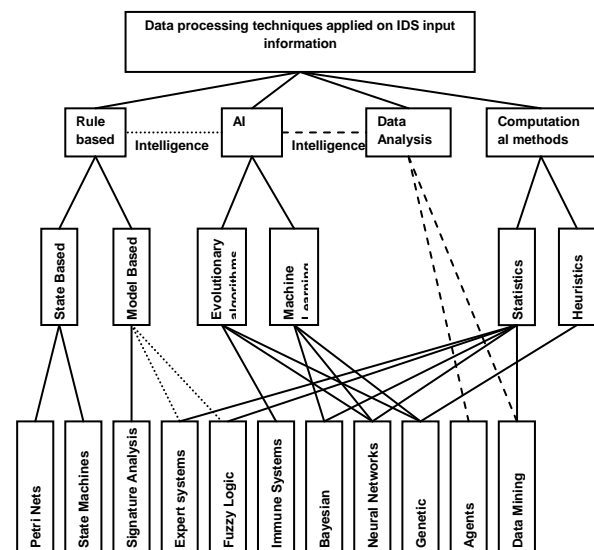 Data processing techniques applied on IDS input
information
Rule
based
AI
Data
Analysis
Computation
al methods
Intelligence
Intelligence
State Based
Model Based
Evolutionary
algorithms
Machine
Learning
Statistics
Heuristics
Petri Nets
State Machines
Signature Analysis
Expert systems
Fuzzy Logic
Immune Systems
Bayesian
Neural Networks
Genetic
Agents
Data Mining